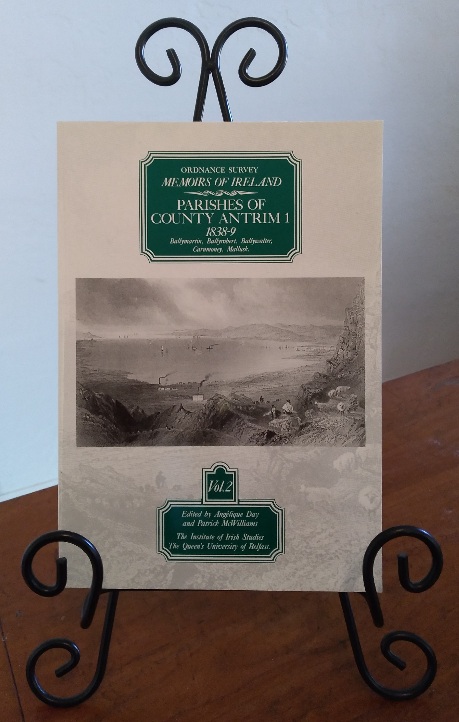 ORDNANCE SURVEY
MEMOIRS OF IRELAND
PARISHES OF
COUNTY ANTRIM 1
1838-9
Ballymartin, Ballyrobert, Ballywalter,
Carnmoney, Mallusk.
Vol.2
Edited by Angélique Day
and Patrick McWilliams
The Institute of Irish Studies
The Queen's University of Belfast.